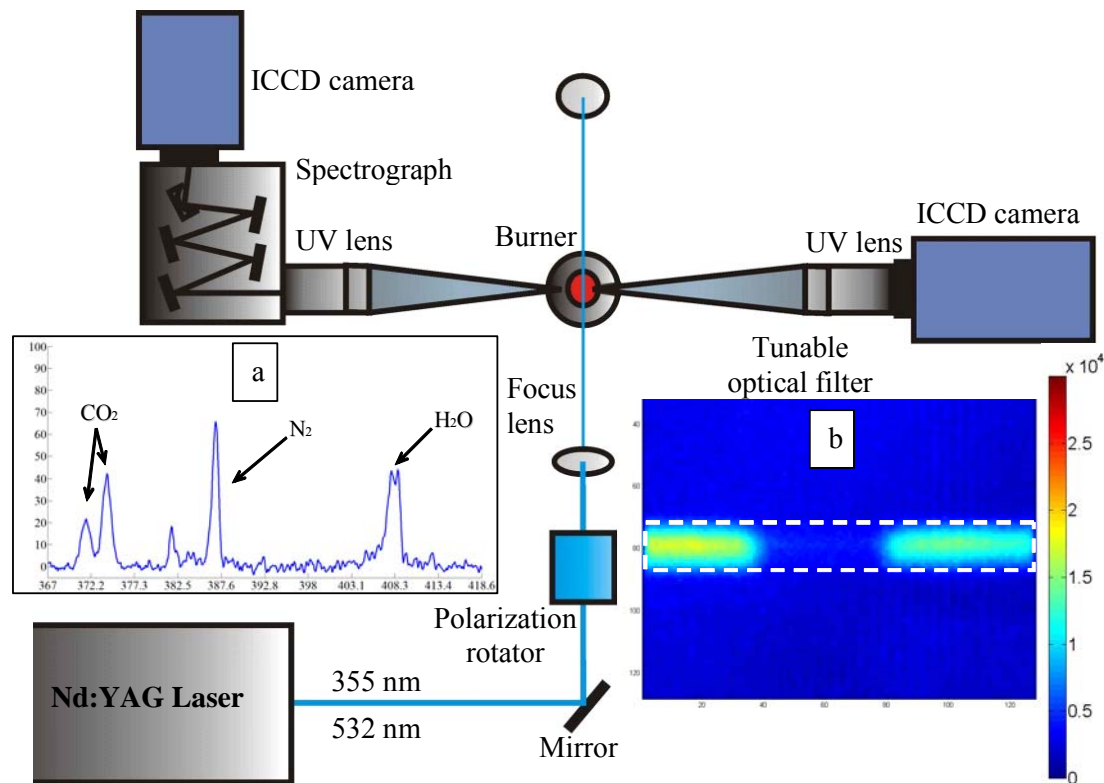 ICCD camera
Spectrograph
UV lens
Burner
UV lens
ICCD camera
Focus
lens
Tunable
optical filter
a
100
90
80
70
60
50
40
30
20
10
0
CO₂
N₂
H₂O
367 372.2 377.3 382.5 387.6 392.8 398 403.1 408.3 413.4 418.6
b
40
60
80
100
120
20 40 60 80 100 120
x 10⁴
3
2.5
2
1.5
1
0.5
0
Polarization
rotator
Nd:YAG Laser
355 nm
532 nm
Mirror